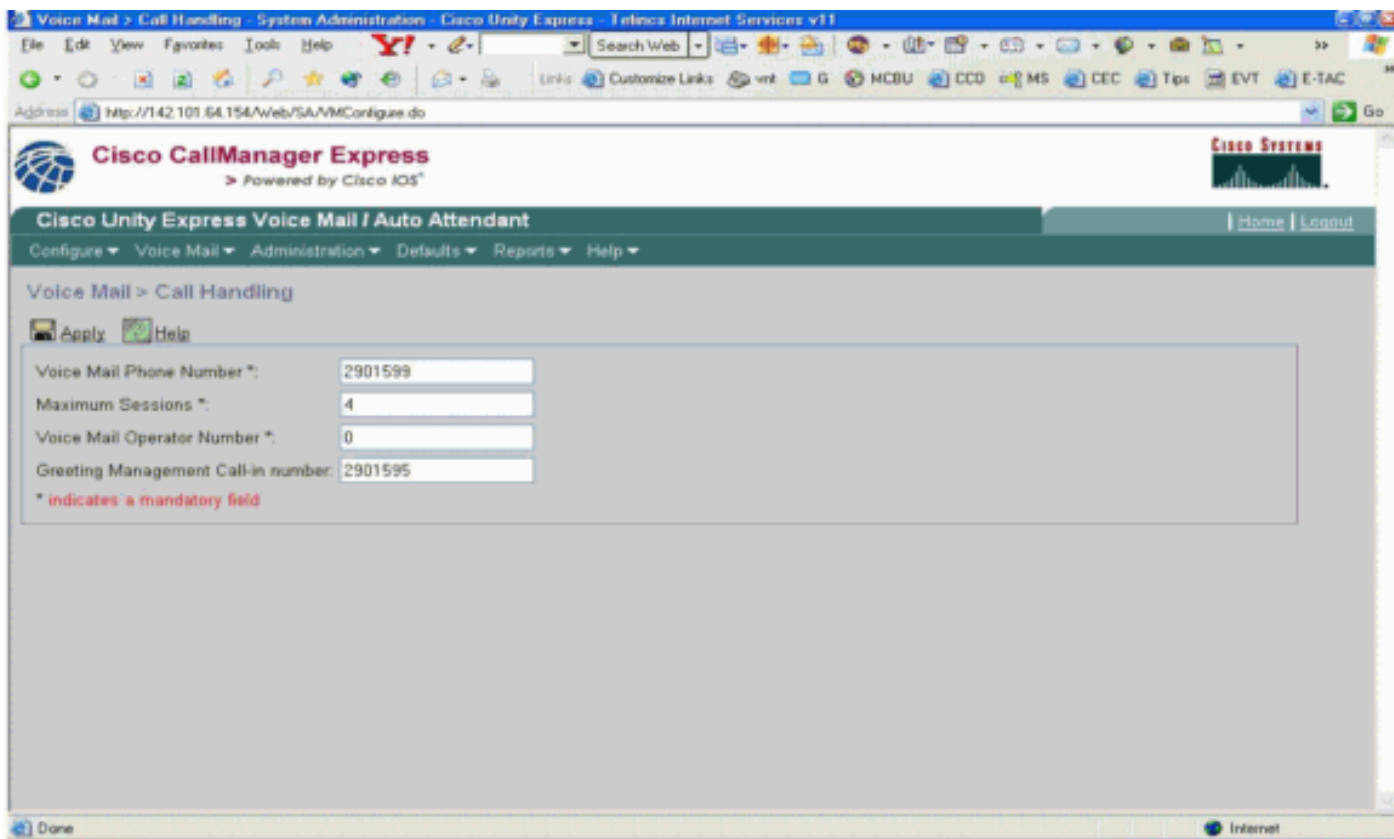 Voice Mail > Call Handling - System Administration - Cisco Unity Express - Telincs Internet Services v11
File Edit View Favorites Tools Help Y! Search Web
Links Customize Links vnt G MCBU CCO MS CEC Tips EVT E-TAC
Address http://142.101.64.154/Web/SA/VMConfigure.do Go
Cisco CallManager Express
> Powered by Cisco IOS®
CISCO SYSTEMS
Cisco Unity Express Voice Mail / Auto Attendant
| Home | Logout
Configure Voice Mail Administration Defaults Reports Help
Voice Mail > Call Handling
Apply Help
Voice Mail Phone Number *: 2901599
Maximum Sessions *: 4
Voice Mail Operator Number *: 0
Greeting Management Call-in number: 2901595
* indicates a mandatory field
Done Internet